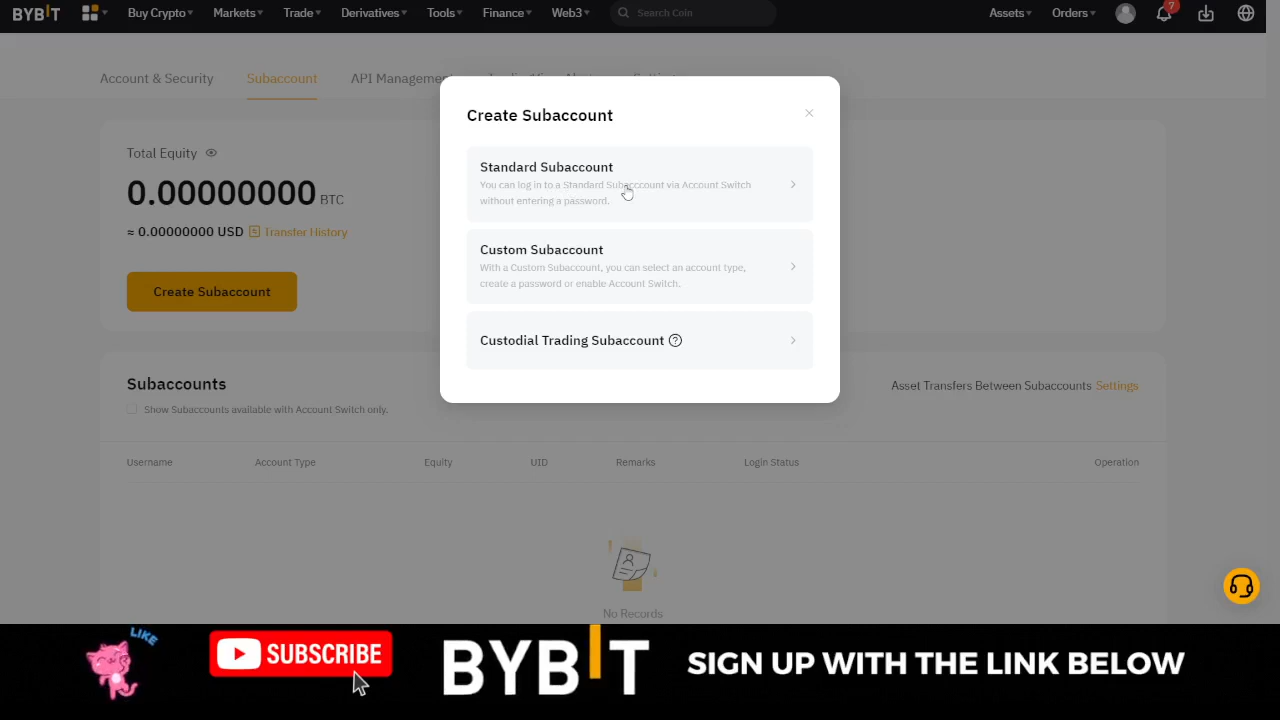 BYBIT
Buy Crypto
Markets
Trade
Derivatives
Tools
Finance
Web3
Search Coin
Assets
Orders
7
Account & Security
Subaccount
API Management
Total Equity
0.00000000 BTC
≈ 0.00000000 USD
Transfer History
Create Subaccount
Create Subaccount
Standard Subaccount
You can log in to a Standard Subaccount via Account Switch
without entering a password.
Custom Subaccount
With a Custom Subaccount, you can select an account type,
create a password or enable Account Switch.
Custodial Trading Subaccount ?
Subaccounts
Asset Transfers Between Subaccounts Settings
Show Subaccounts available with Account Switch only.
Username
Account Type
Equity
UID
Remarks
Login Status
Operation
No Records
LIKE
SUBSCRIBE
BYBIT
SIGN UP WITH THE LINK BELOW